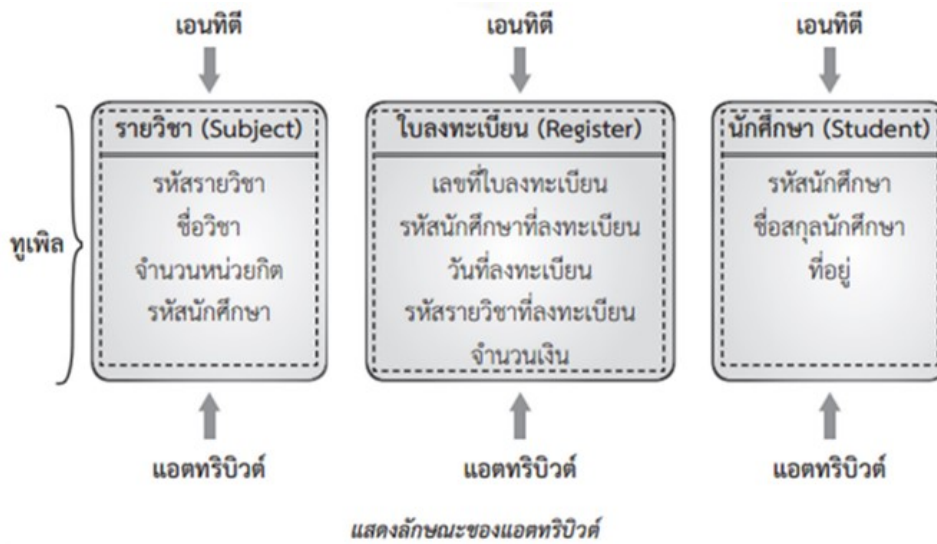 เอนทิตี
เอนทิตี
เอนทิตี
รายวิชา (Subject)
รหัสรายวิชา
ชื่อวิชา
จำนวนหน่วยกิต
รหัสนักศึกษา
ใบลงทะเบียน (Register)
เลขที่ใบลงทะเบียน
รหัสนักศึกษาที่ลงทะเบียน
วันที่ลงทะเบียน
รหัสรายวิชาที่ลงทะเบียน
จำนวนเงิน
นักศึกษา (Student)
รหัสนักศึกษา
ชื่อสกุลนักศึกษา
ที่อยู่
ทูเพิล
แอตทริบิวต์
แอตทริบิวต์
แอตทริบิวต์
แสดงลักษณะของแอตทริบิวต์